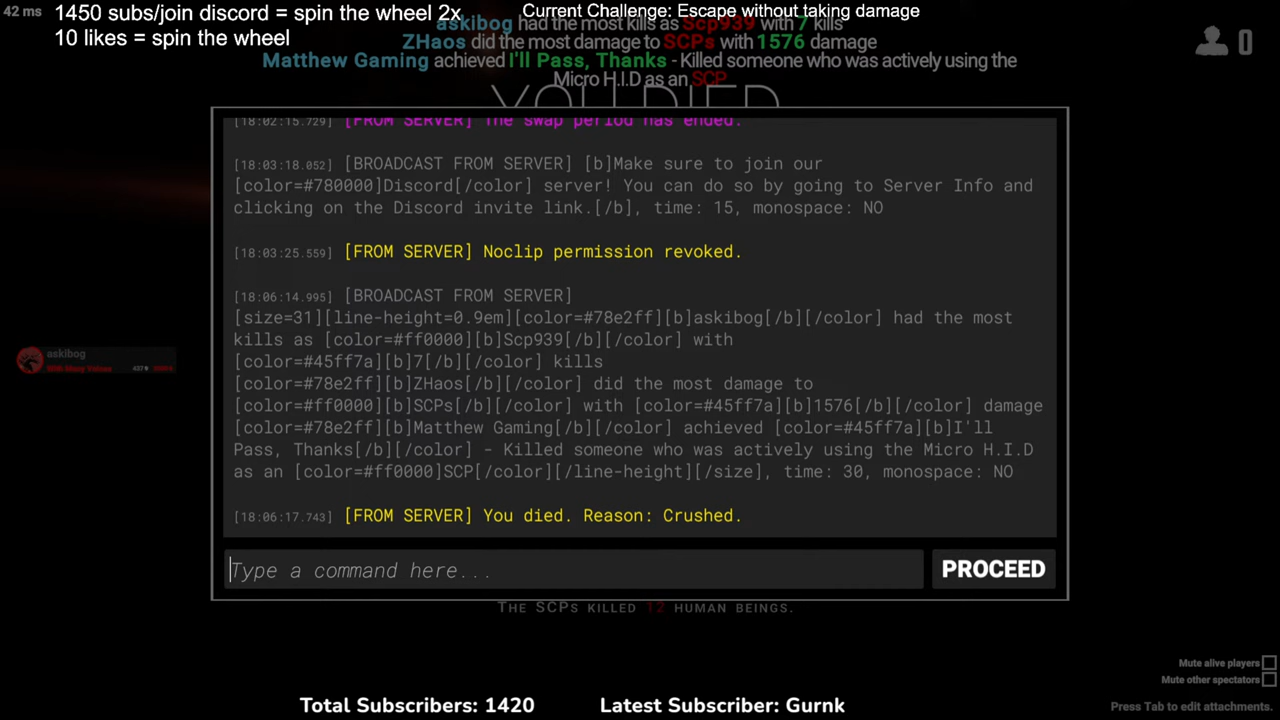 42 ms
1450 subs/join discord = spin the wheel 2x
10 likes = spin the wheel
Current Challenge: Escape without taking damage
askibog had the most kills as Scp939 with 7 kills
ZHaos did the most damage to SCPs with 1576 damage
Matthew Gaming achieved I'll Pass, Thanks - Killed someone who was actively using the
Micro H.I.D as an SCP
0
YOU DIED
[18:02:15.729] [FROM SERVER] The swap period has ended.
[18:03:18.052] [BROADCAST FROM SERVER] [b]Make sure to join our
[color=#780000]Discord[/color] server! You can do so by going to Server Info and
clicking on the Discord invite link.[/b], time: 15, monospace: NO
[18:03:25.559] [FROM SERVER] Noclip permission revoked.
[18:06:14.995] [BROADCAST FROM SERVER]
[size=31][line-height=0.9em][color=#78e2ff][b]askibog[/b][/color] had the most
kills as [color=#ff0000][b]Scp939[/b][/color] with
[color=#45ff7a][b]7[/b][/color] kills
[color=#78e2ff][b]ZHaos[/b][/color] did the most damage to
[color=#ff0000][b]SCPs[/b][/color] with [color=#45ff7a][b]1576[/b][/color] damage
[color=#78e2ff][b]Matthew Gaming[/b][/color] achieved [color=#45ff7a][b]I'll
Pass, Thanks[/b][/color] - Killed someone who was actively using the Micro H.I.D
as an [color=#ff0000]SCP[/color][/line-height][/size], time: 30, monospace: NO
[18:06:17.743] [FROM SERVER] You died. Reason: Crushed.
askibog
Type a command here...
PROCEED
THE SCPS KILLED 12 HUMAN BEINGS.
Mute alive players
Mute other spectators
Press Tab to edit attachments.
Total Subscribers: 1420
Latest Subscriber: Gurnk